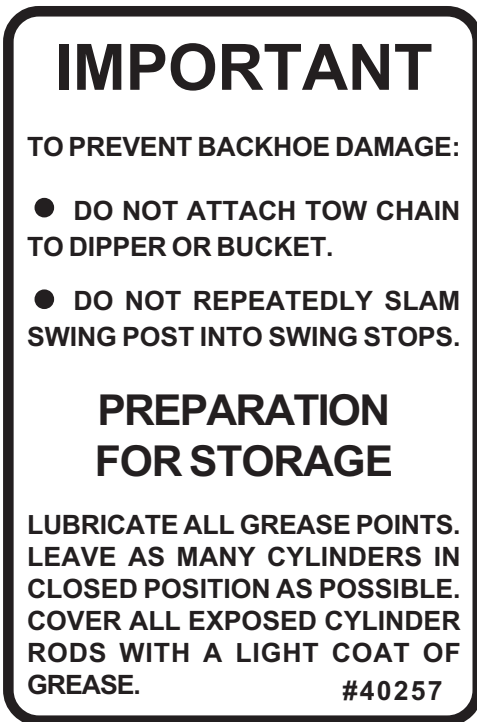 IMPORTANT
TO PREVENT BACKHOE DAMAGE:
● DO NOT ATTACH TOW CHAIN
TO DIPPER OR BUCKET.
● DO NOT REPEATEDLY SLAM
SWING POST INTO SWING STOPS.
PREPARATION
FOR STORAGE
LUBRICATE ALL GREASE POINTS.
LEAVE AS MANY CYLINDERS IN
CLOSED POSITION AS POSSIBLE.
COVER ALL EXPOSED CYLINDER
RODS WITH A LIGHT COAT OF
GREASE. #40257